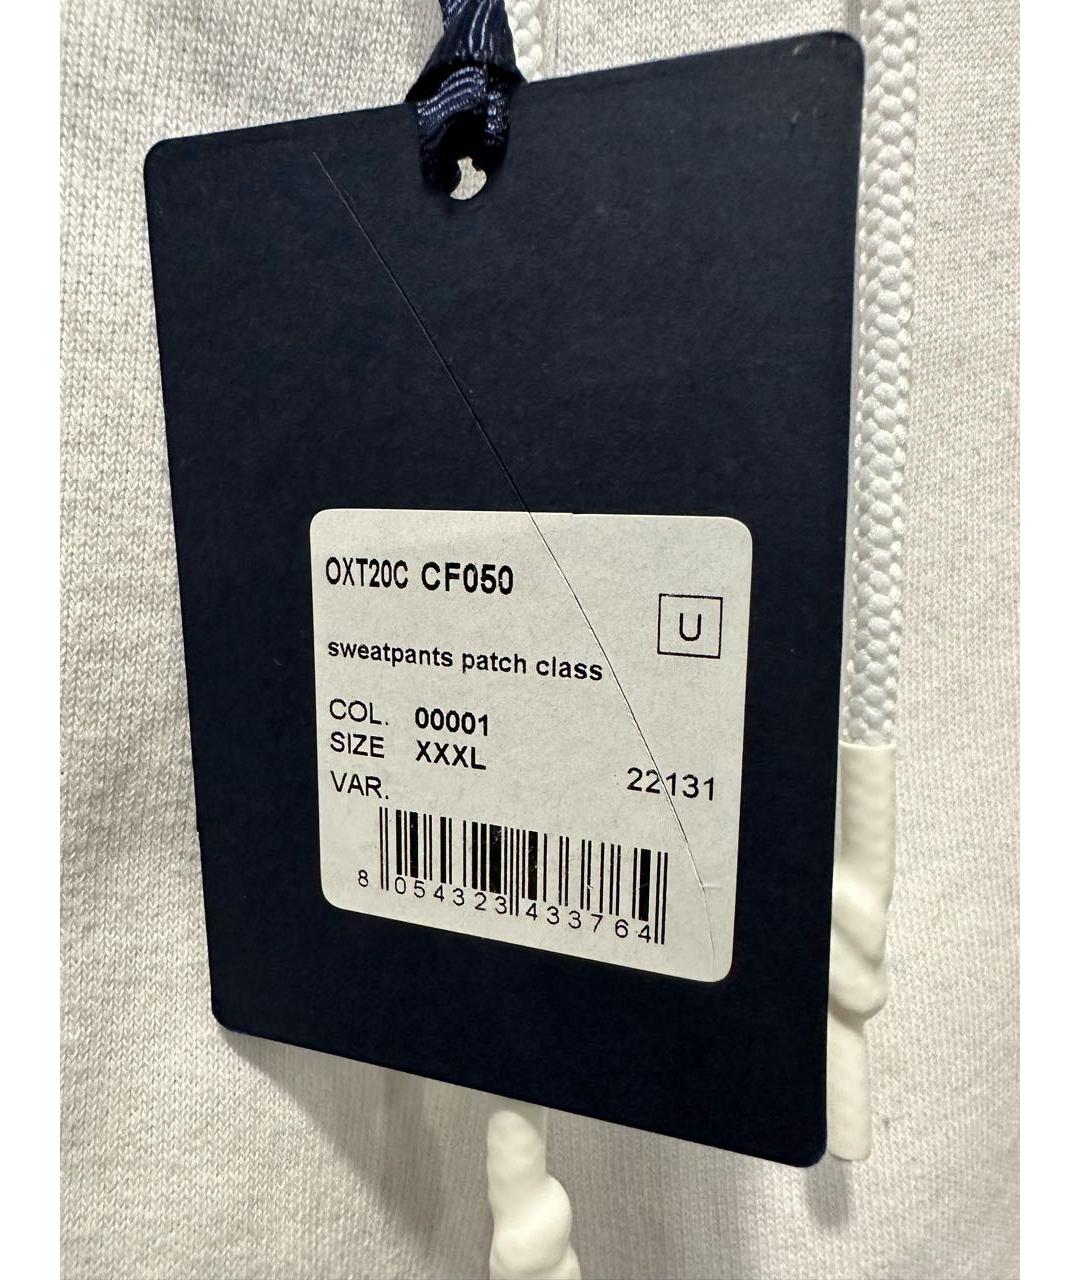 OXT20C CF050
U
sweatpants patch class
COL. 00001
SIZE XXXL
22131
VAR.
8 054323 433764